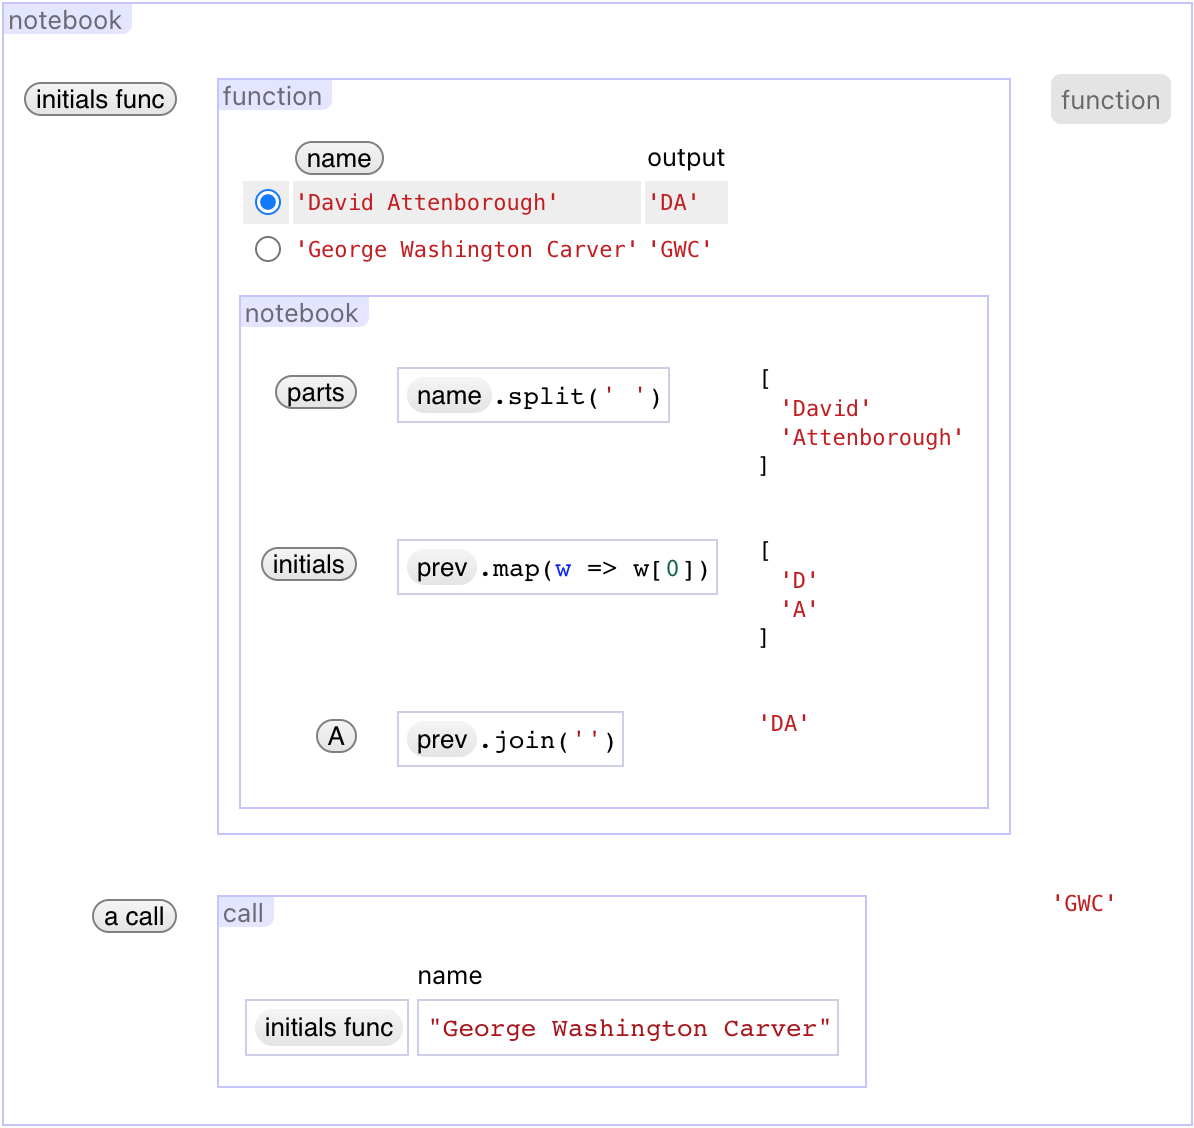 notebook
initials func
function
function
name output
'David Attenborough' 'DA'
'George Washington Carver' 'GWC'
notebook
parts
name.split(' ')
[
'David'
'Attenborough'
]
initials
prev.map(w => w[0])
[
'D'
'A'
]
A
prev.join('')
'DA'
a call
call
'GWC'
name
initials func "George Washington Carver"